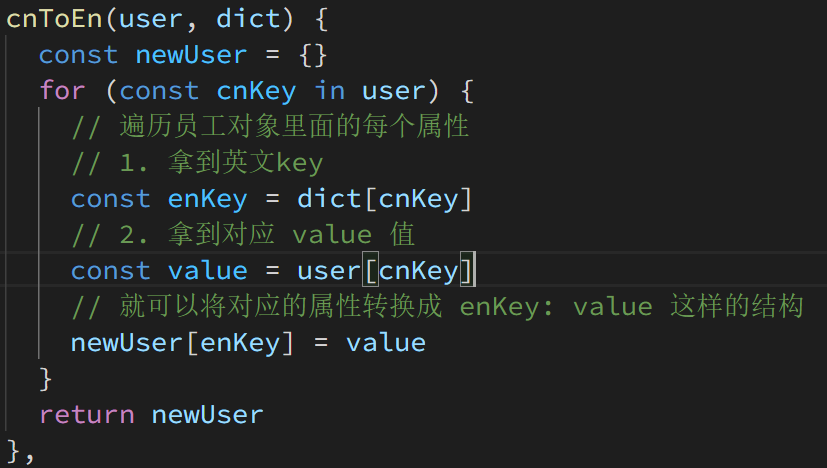 cnToEn(user, dict) {
const newUser = {}
for (const cnKey in user) {
// 遍历员工对象里面的每个属性
// 1. 拿到英文key
const enKey = dict[cnKey]
// 2. 拿到对应 value 值
const value = user[cnKey]
// 就可以将对应的属性转换成 enKey: value 这样的结构
newUser[enKey] = value
}
return newUser
},